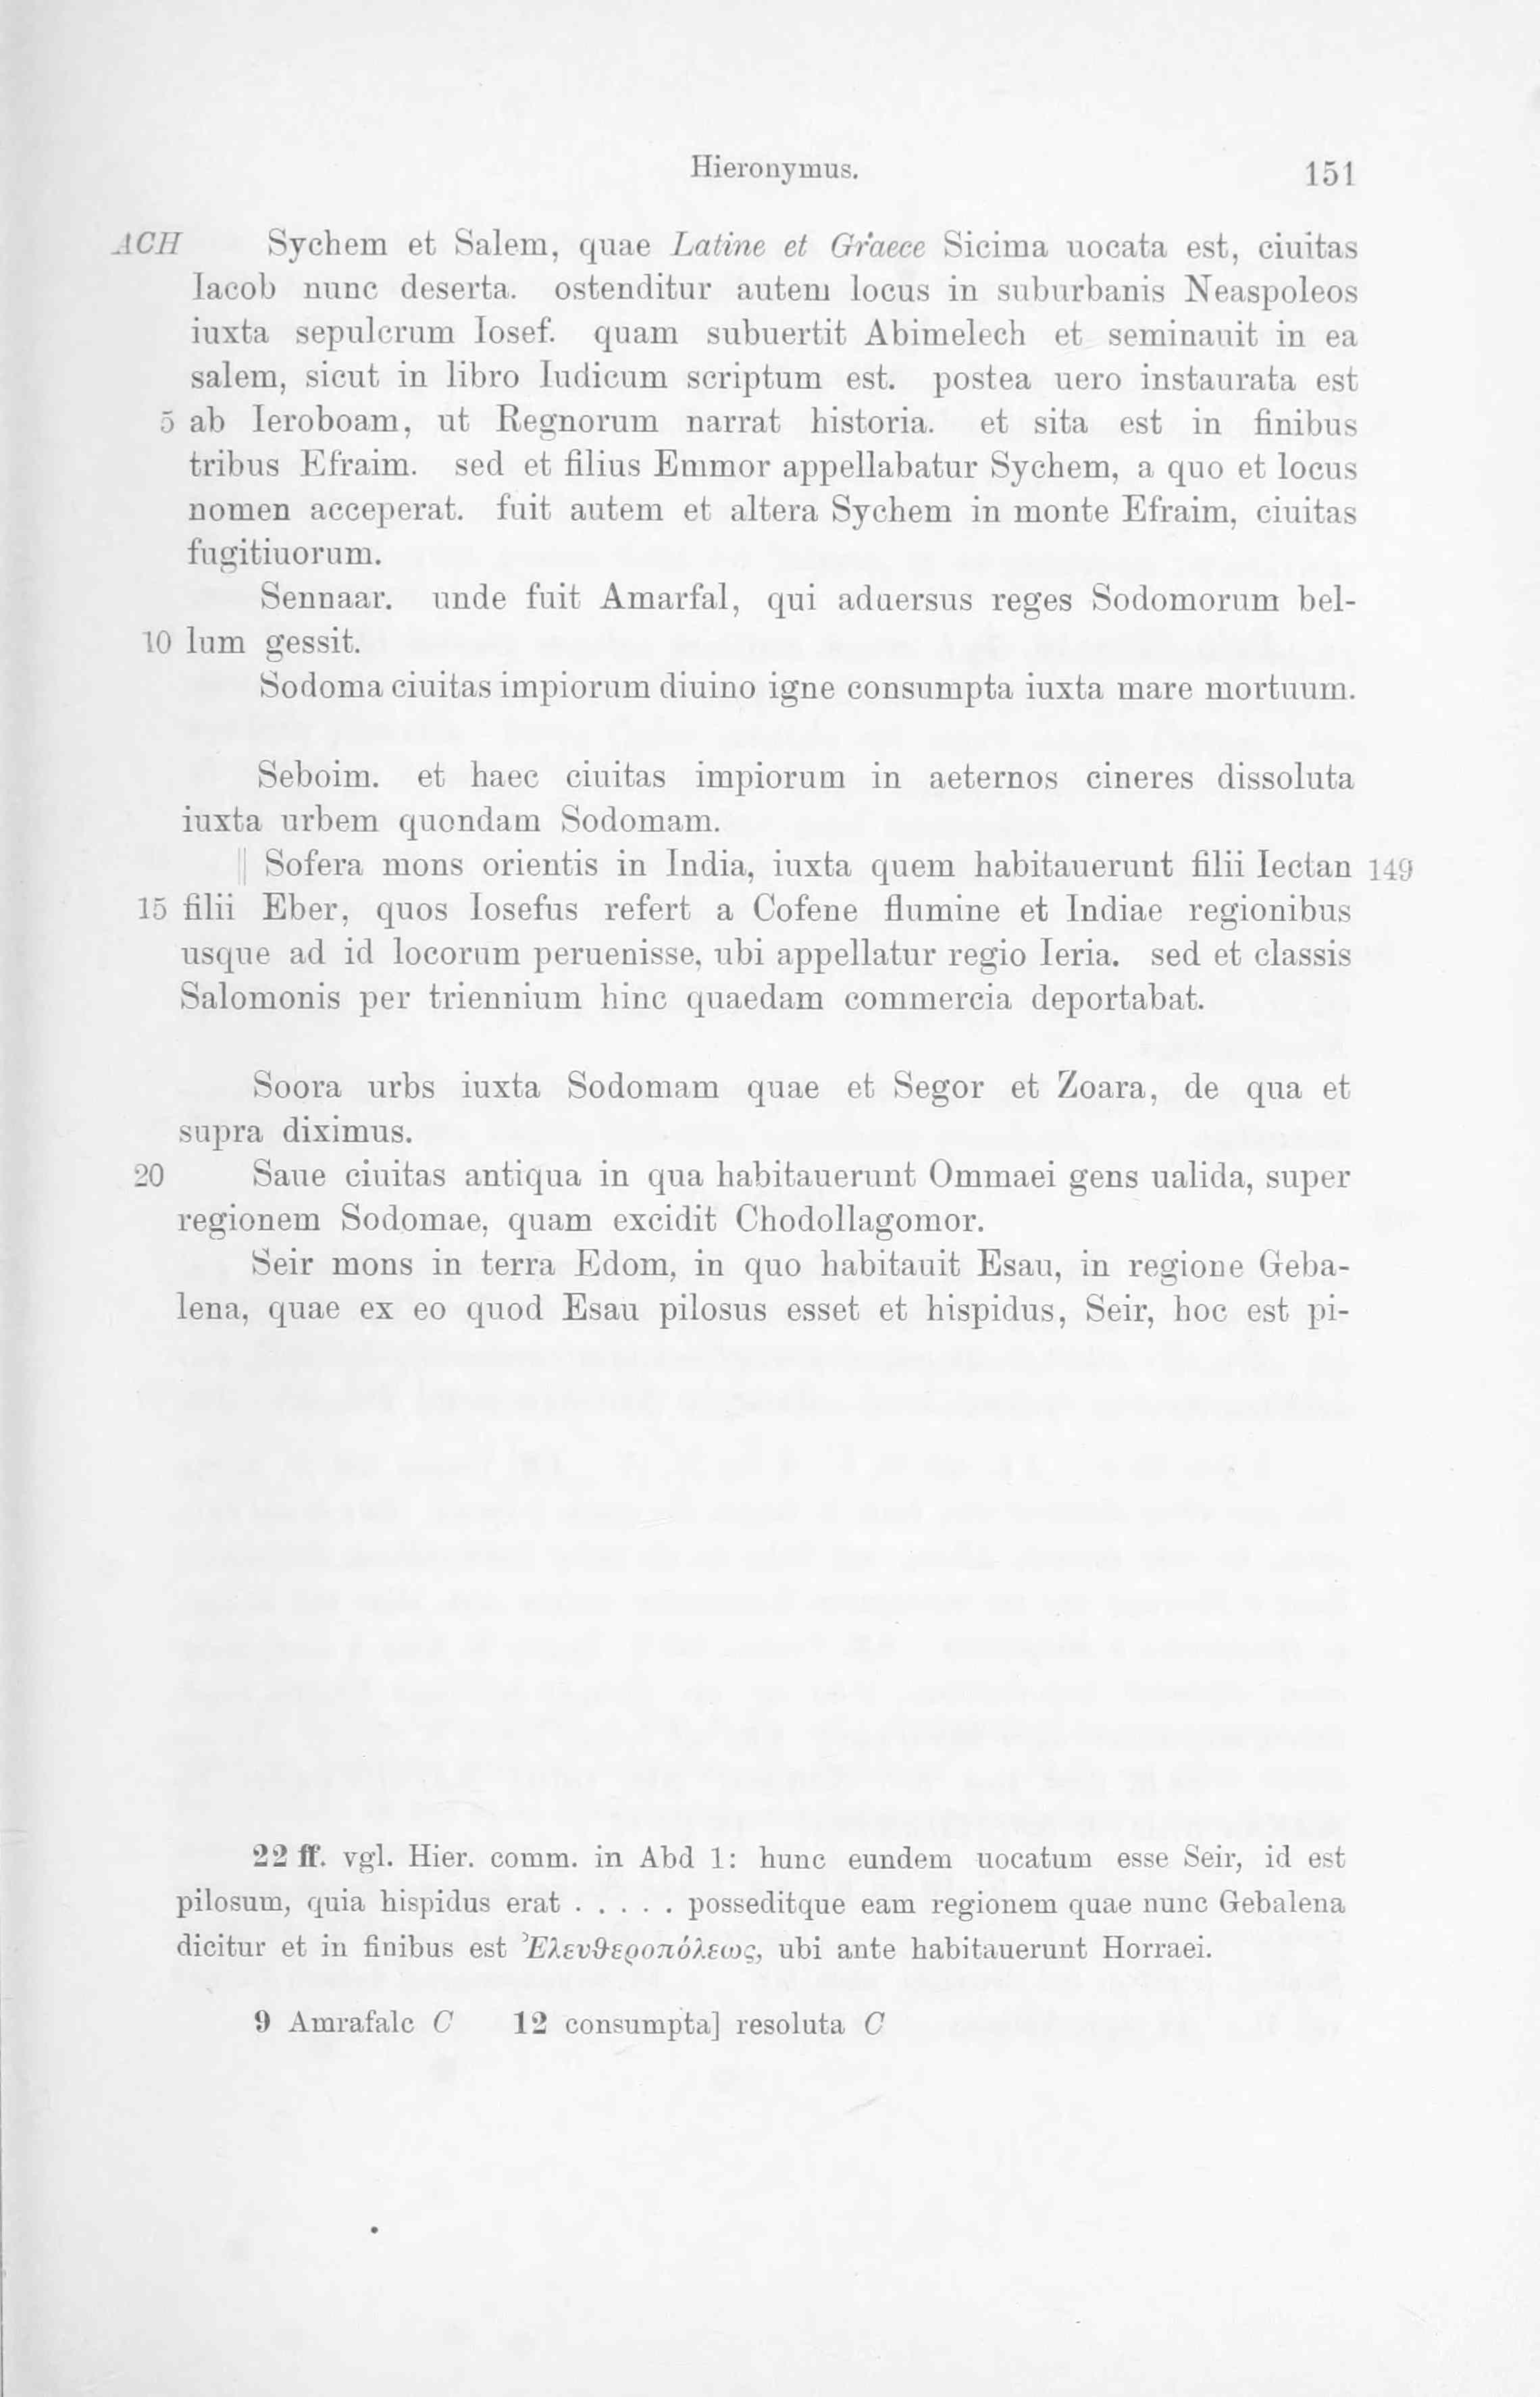 Hieronymus. 151
ACH Sychem et Salem, quae Latine et Graece Sicima uocata est, ciuitas
Iacob nunc deserta. ostenditur autem locus in suburbanis Neaspoleos
iuxta sepulcrum Iosef. quam subuertit Abimelech et seminauit in ea
salem, sicut in libro Iudicum scriptum est. postea uero instaurata est
5 ab Ieroboam, ut Regnorum narrat historia. et sita est in finibus
tribus Efraim. sed et filius Emmor appellabatur Sychem, a quo et locus
nomen acceperat. fuit autem et altera Sychem in monte Efraim, ciuitas
fugitiuorum.
Sennaar. unde fuit Amarfal, qui aduersus reges Sodomorum bel-
10 lum gessit.
Sodoma ciuitas impiorum diuino igne consumpta iuxta mare mortuum.
Seboim. et haec ciuitas impiorum in aeternos cineres dissoluta
iuxta urbem quondam Sodomam.
|| Sofera mons orientis in India, iuxta quem habitauerunt filii Iectan 149
15 filii Eber, quos Iosefus refert a Cofene flumine et Indiae regionibus
usque ad id locorum peruenisse, ubi appellatur regio Ieria. sed et classis
Salomonis per triennium hinc quaedam commercia deportabat.
Soora urbs iuxta Sodomam quae et Segor et Zoara, de qua et
supra diximus.
20 Saue ciuitas antiqua in qua habitauerunt Ommaei gens ualida, super
regionem Sodomae, quam excidit Chodollagomor.
Seir mons in terra Edom, in quo habitauit Esau, in regione Geba-
lena, quae ex eo quod Esau pilosus esset et hispidus, Seir, hoc est pi-
22 ff. vgl. Hier. comm. in Abd 1: hunc eundem uocatum esse Seir, id est
pilosum, quia hispidus erat . . . . . posseditque eam regionem quae nunc Gebalena
dicitur et in finibus est Ἐλευθεροπόλεως, ubi ante habitauerunt Horraei.
9 Amrafalc C 12 consumpta] resoluta C